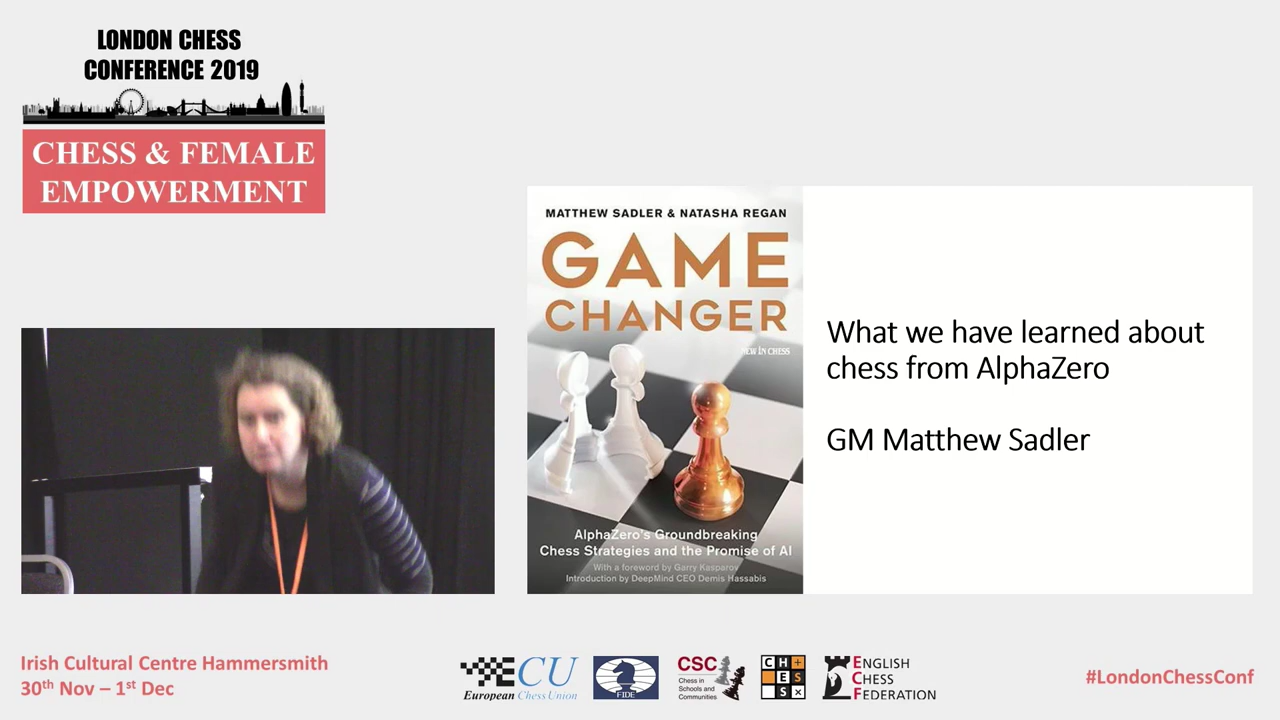 LONDON CHESS
CONFERENCE 2019
CHESS & FEMALE
EMPOWERMENT
MATTHEW SADLER & NATASHA REGAN
GAME
CHANGER
NEW IN CHESS
AlphaZero's Groundbreaking
Chess Strategies and the Promise of AI
With a foreword by Garry Kasparov
Introduction by DeepMind CEO Demis Hassabis
What we have learned about
chess from AlphaZero
GM Matthew Sadler
Irish Cultural Centre Hammersmith
30th Nov – 1st Dec
ECU
European Chess Union
FIDE
CSC
Chess in
Schools and
Communities
CH+
ESS×
ENGLISH
CHESS
FEDERATION
#LondonChessConf